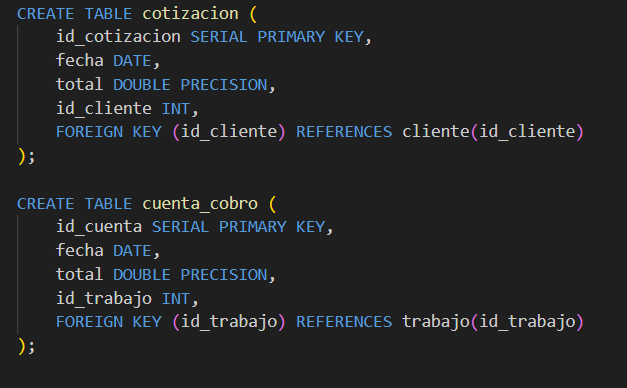 CREATE TABLE cotizacion (
    id_cotizacion SERIAL PRIMARY KEY,
    fecha DATE,
    total DOUBLE PRECISION,
    id_cliente INT,
    FOREIGN KEY (id_cliente) REFERENCES cliente(id_cliente)
);

CREATE TABLE cuenta_cobro (
    id_cuenta SERIAL PRIMARY KEY,
    fecha DATE,
    total DOUBLE PRECISION,
    id_trabajo INT,
    FOREIGN KEY (id_trabajo) REFERENCES trabajo(id_trabajo)
);